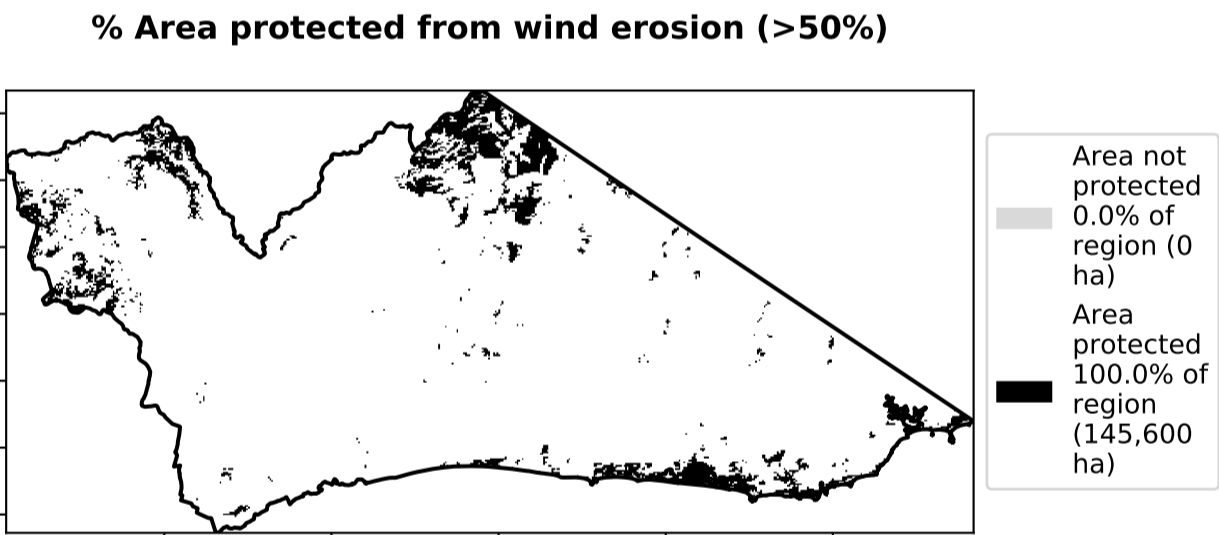 % Area protected from wind erosion (>50%)
Area not
protected
0.0% of
region (0
ha)
Area
protected
100.0% of
region
(145,600
ha)